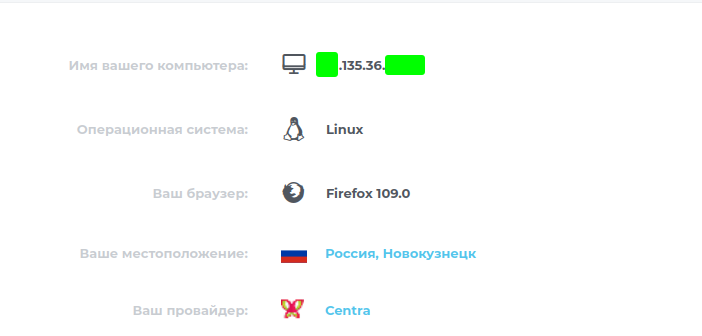 Имя вашего компьютера: .135.36.
Операционная система: Linux
Ваш браузер: Firefox 109.0
Ваше местоположение: Россия, Новокузнецк
Ваш провайдер: Centra